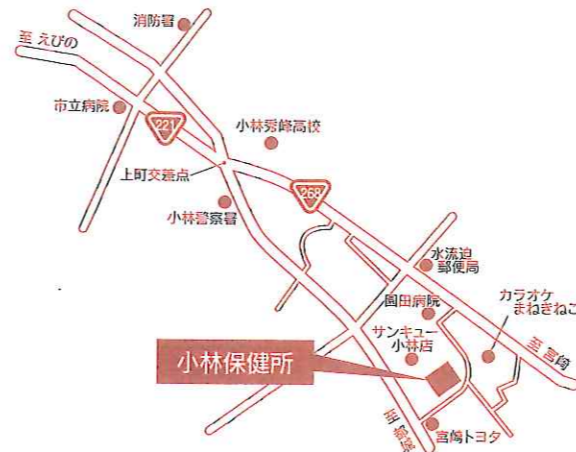 消防署
至 えびの
市立病院
221
小林秀峰高校
上町交差点
268
小林警察署
水流迫
郵便局
園田病院
カラオケ
まねきねこ
サンキュー
小林店
至 宮崎
小林保健所
宮崎トヨタ